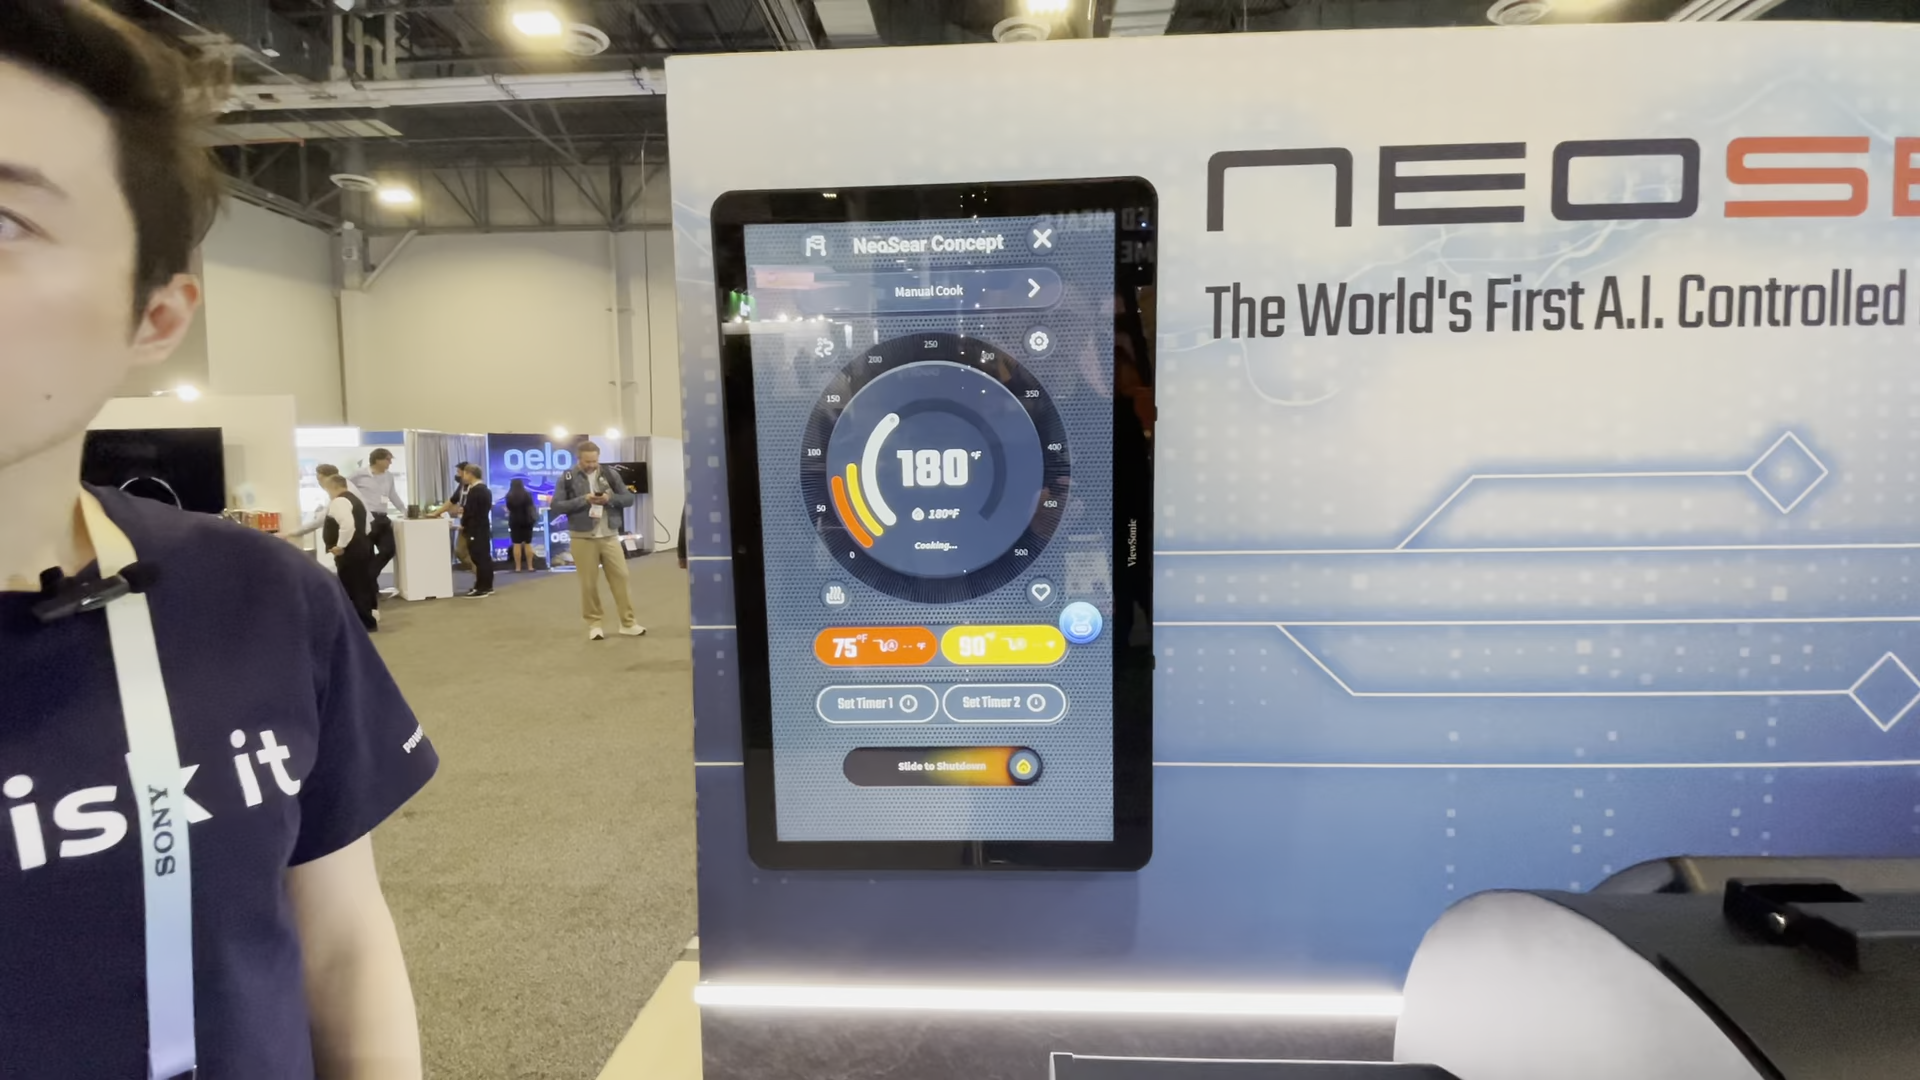 NEOSE
The World's First A.I. Controlled
NeoSear Concept
Manual Cook
250
200
300
150
350
100
400
50
450
0
500
180°F
180°F
Cooking...
75°F -- °F
90°F °F
Set Timer 1
Set Timer 2
Slide to Shutdown
ViewSonic
oelo
isk it
SONY